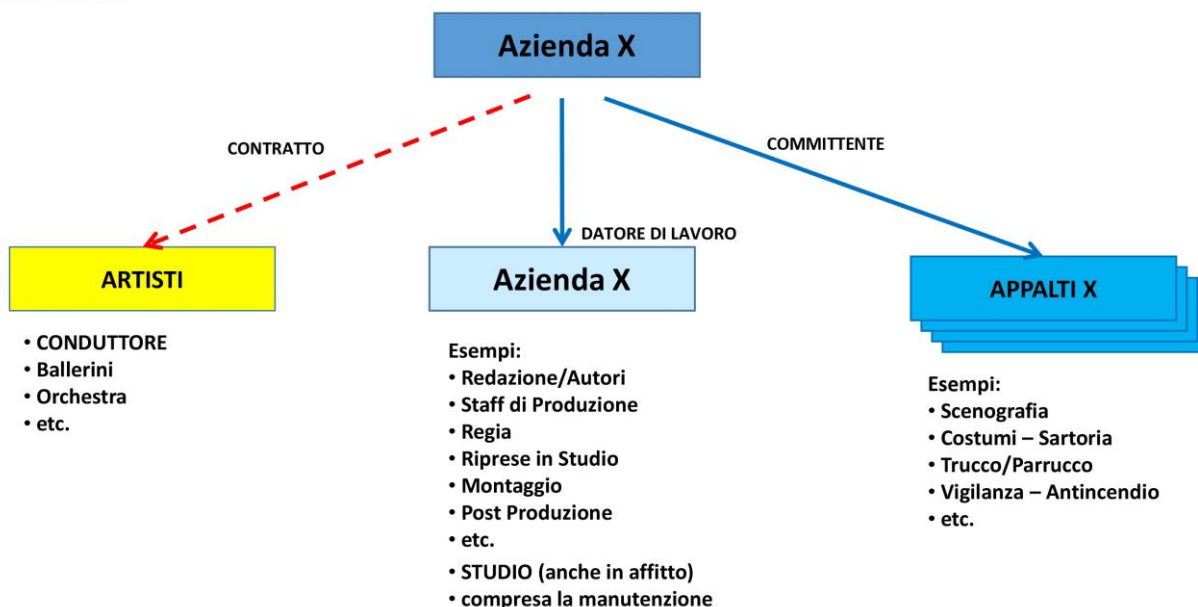 Azienda X
CONTRATTO
COMMITTENTE
DATORE DI LAVORO
ARTISTI
• CONDUTTORE
• Ballerini
• Orchestra
• etc.
Azienda X
Esempi:
• Redazione/Autori
• Staff di Produzione
• Regia
• Riprese in Studio
• Montaggio
• Post Produzione
• etc.
• STUDIO (anche in affitto)
• compresa la manutenzione
APPALTI X
Esempi:
• Scenografia
• Costumi – Sartoria
• Trucco/Parrucco
• Vigilanza – Antincendio
• etc.